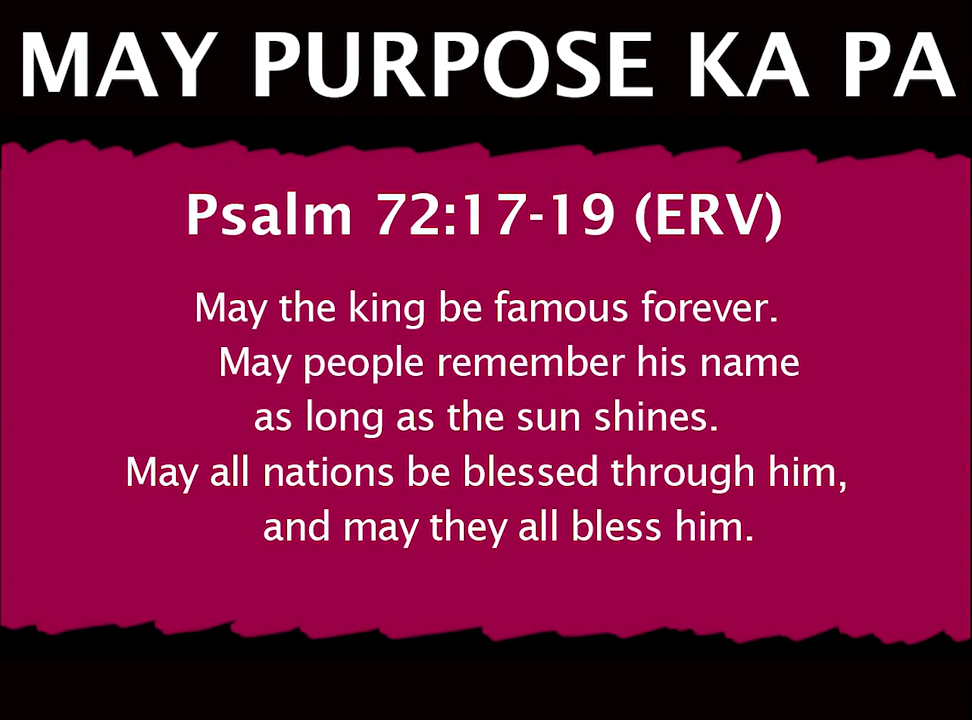 MAY PURPOSE KA PA
Psalm 72:17-19 (ERV)
May the king be famous forever.
May people remember his name
as long as the sun shines.
May all nations be blessed through him,
and may they all bless him.